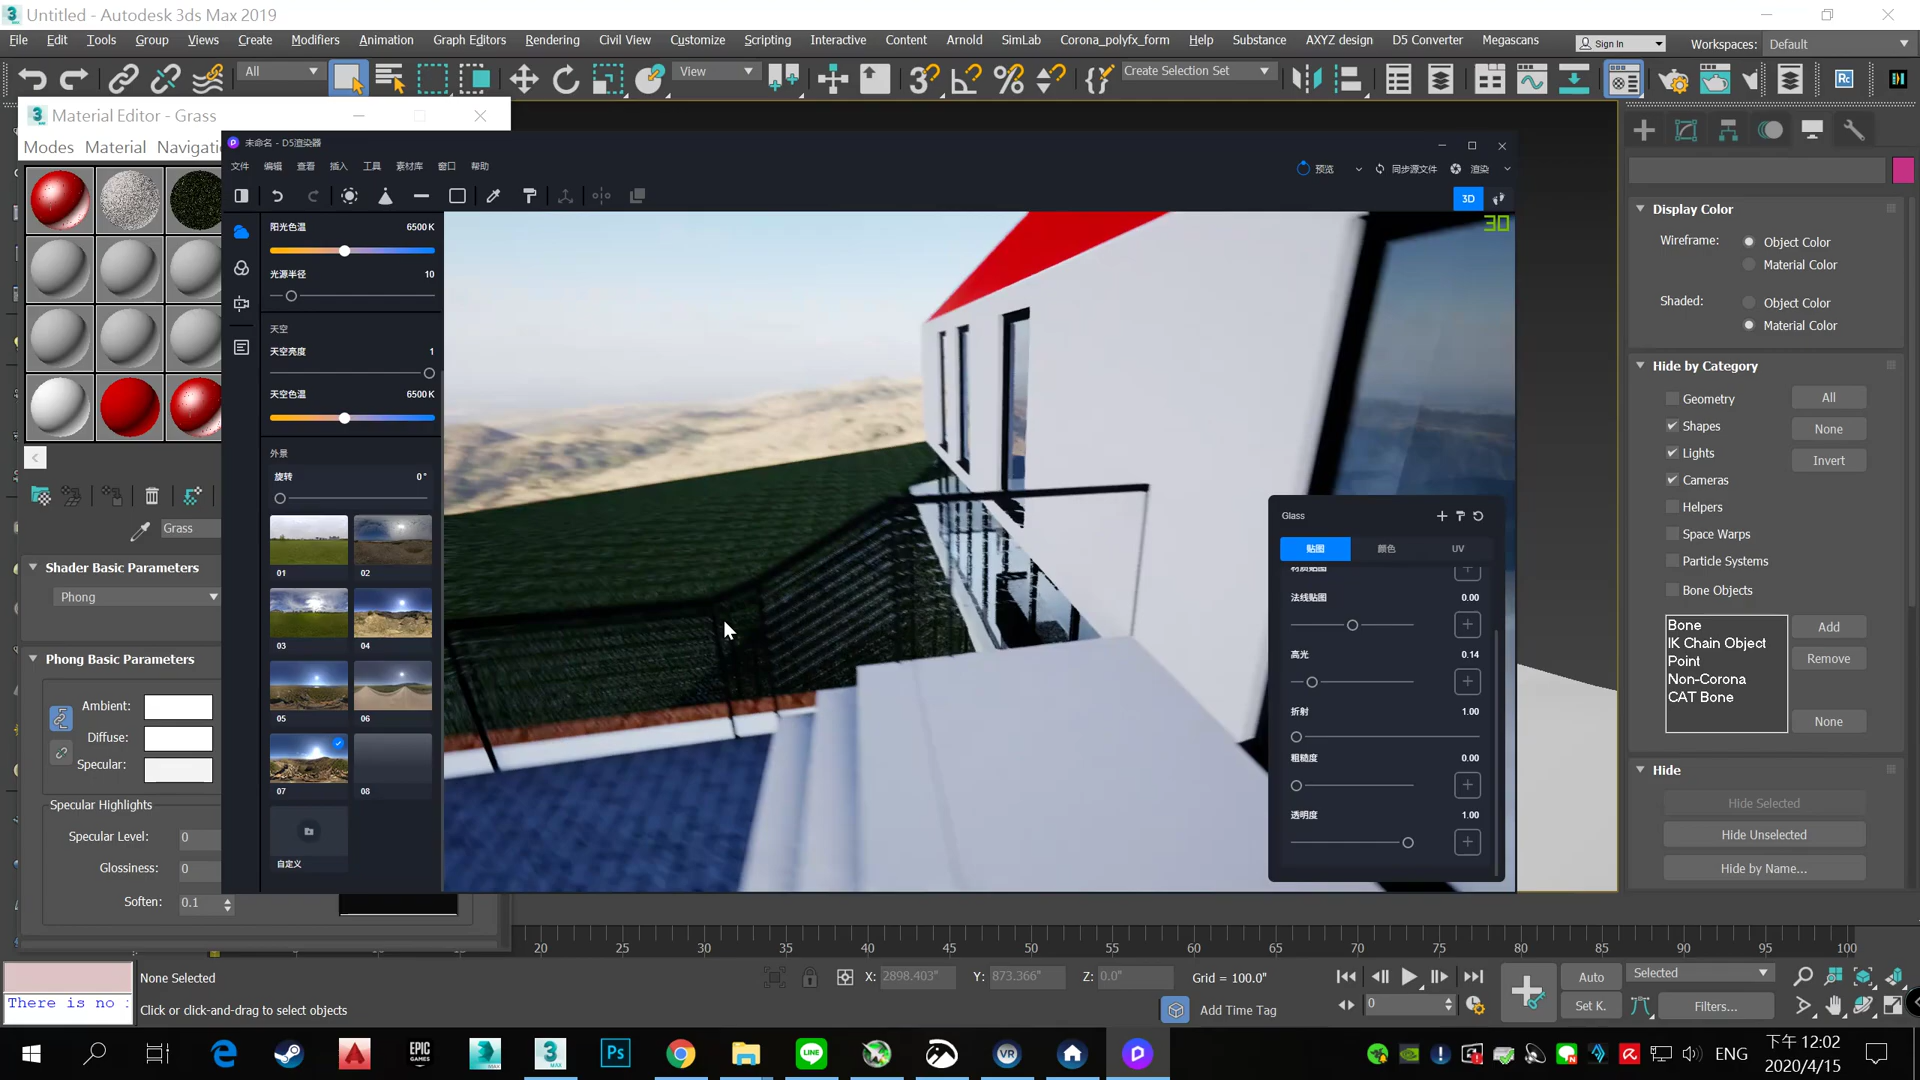 Untitled - Autodesk 3ds Max 2019
File Edit Tools Group Views Create Modifiers Animation Graph Editors Rendering Civil View Customize Scripting Interactive Content Arnold SimLab Corona_polyfx_form Help Substance AXYZ design D5 Converter Megascans Sign In Workspaces: Default
All View Create Selection Set Rc
Material Editor - Grass
Modes Material Navigati
未命名 - D5渲染器
文件 编辑 查看 插入 工具 素材库 窗口 帮助
预览 同步源文件 渲染
3D
30
阳光色温 6500K
光源半径 10
天空
天空亮度 1
天空色温 6500K
外景
旋转 0°
01 02
03 04
05 06
07 08
自定义
Glass
贴图 颜色 UV
材质贴图
法线贴图 0.00
高光 0.14
折射 1.00
粗糙度 0.00
透明度 1.00
Grass
Shader Basic Parameters
Phong
Phong Basic Parameters
Ambient:
Diffuse:
Specular:
Specular Highlights
Specular Level: 0
Glossiness: 0
Soften: 0.1
Display Color
Wireframe: Object Color
Material Color
Shaded: Object Color
Material Color
Hide by Category
Geometry All
Shapes None
Lights Invert
Cameras
Helpers
Space Warps
Particle Systems
Bone Objects
Bone Add
IK Chain Object
Point Remove
Non-Corona
CAT Bone
None
Hide
Hide Selected
Hide Unselected
Hide by Name...
20 25 30 35 40 45 50 55 60 65 70 75 80 85 90 95 100
None Selected X: 2898.403" Y: 873.366" Z: 0.0" Grid = 100.0" Auto Selected
There is no
Click or click-and-drag to select objects Add Time Tag 0 Set K. Filters...
EPIC GAMES MAX MAX Ps LINE VR ENG
下午 12:02
2020/4/15